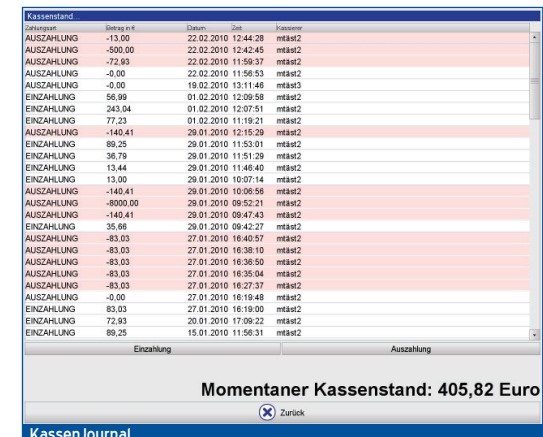 Kassenstand...
Zahlungsart Betrag in € Datum Zeit Kassierer
AUSZAHLUNG -13,00 22.02.2010 12:44:28 mtäst2
AUSZAHLUNG -500,00 22.02.2010 12:42:45 mtäst2
AUSZAHLUNG -72,93 22.02.2010 11:59:37 mtäst2
AUSZAHLUNG -0,00 22.02.2010 11:56:53 mtäst2
AUSZAHLUNG -0,00 19.02.2010 13:11:46 mtäst3
EINZAHLUNG 56,99 01.02.2010 12:09:58 mtäst2
EINZAHLUNG 243,04 01.02.2010 12:07:51 mtäst2
EINZAHLUNG 77,23 01.02.2010 11:19:21 mtäst2
AUSZAHLUNG -140,41 29.01.2010 12:15:29 mtäst2
EINZAHLUNG 89,25 29.01.2010 11:53:01 mtäst2
EINZAHLUNG 36,79 29.01.2010 11:51:29 mtäst2
EINZAHLUNG 13,44 29.01.2010 11:46:40 mtäst2
EINZAHLUNG 13,00 29.01.2010 10:07:14 mtäst2
AUSZAHLUNG -140,41 29.01.2010 10:06:56 mtäst2
AUSZAHLUNG -8000,00 29.01.2010 09:52:21 mtäst2
AUSZAHLUNG -140,41 29.01.2010 09:47:43 mtäst2
EINZAHLUNG 35,66 29.01.2010 09:42:27 mtäst2
AUSZAHLUNG -83,03 27.01.2010 16:40:57 mtäst2
AUSZAHLUNG -83,03 27.01.2010 16:38:10 mtäst2
AUSZAHLUNG -83,03 27.01.2010 16:36:50 mtäst2
AUSZAHLUNG -83,03 27.01.2010 16:35:04 mtäst2
AUSZAHLUNG -83,03 27.01.2010 16:27:37 mtäst2
AUSZAHLUNG -0,00 27.01.2010 16:19:48 mtäst2
EINZAHLUNG 83,03 27.01.2010 16:19:00 mtäst2
EINZAHLUNG 72,93 20.01.2010 17:09:22 mtäst2
EINZAHLUNG 89,25 15.01.2010 11:56:31 mtäst2
Einzahlung Auszahlung
Momentaner Kassenstand: 405,82 Euro
Zurück
Kassen Journal